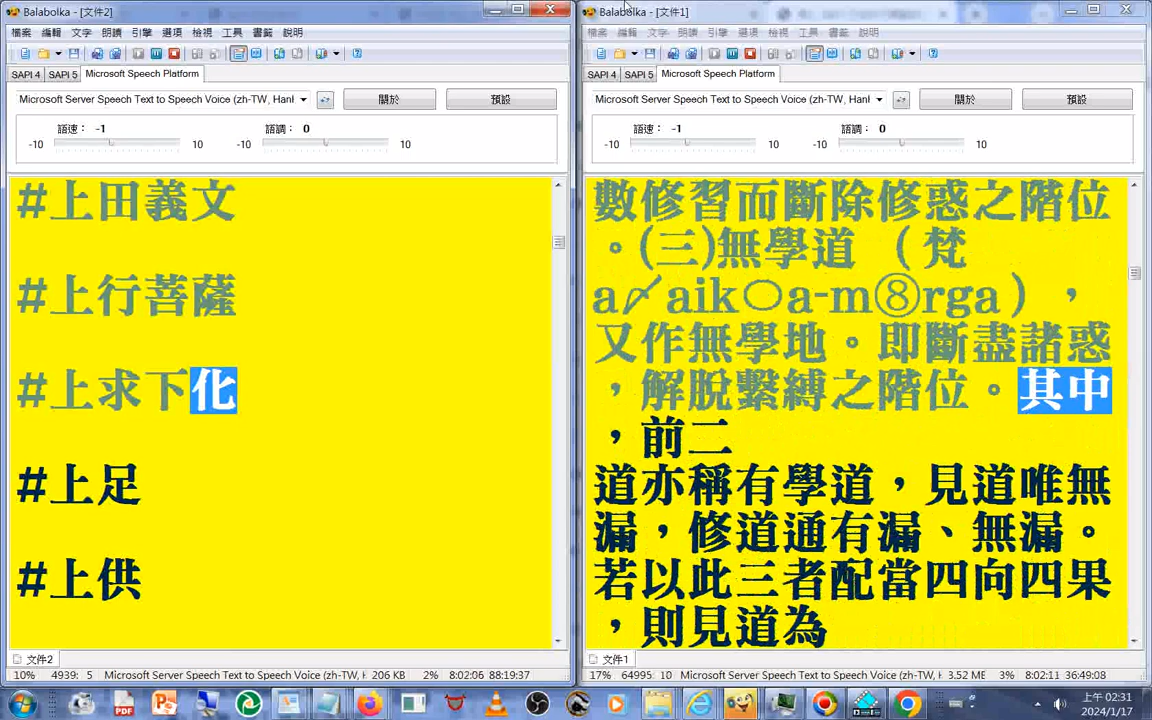 Balabolka - [文件2]
檔案 編輯 文字 朗讀 引擎 選項 檢視 工具 書籤 說明
SAPI 4 SAPI 5 Microsoft Speech Platform
Microsoft Server Speech Text to Speech Voice (zh-TW, Hanl
關於 預設
語速： -1 語調： 0
-10 10 -10 10
#上田義文
#上行菩薩
#上求下化
#上足
#上供
文件2
10% 4939: 5 Microsoft Server Speech Text to Speech Voice (zh-TW, H 206 KB 2% 8:02:06 88:19:37
Balabolka - [文件1]
檔案 編輯 文字 朗讀 引擎 選項 檢視 工具 書籤 說明
SAPI 4 SAPI 5 Microsoft Speech Platform
Microsoft Server Speech Text to Speech Voice (zh-TW, Hanl
關於 預設
語速： -1 語調： 0
-10 10 -10 10
數修習而斷除修惑之階位
。(三)無學道 （梵
a〆aik○a-m⑧rga），
又作無學地。即斷盡諸惑
，解脫繫縛之階位。其中
，前二
道亦稱有學道，見道唯無
漏，修道通有漏、無漏。
若以此三者配當四向四果
，則見道為
文件1
17% 64995: 10 Microsoft Server Speech Text to Speech Voice (zh-TW, H 3.52 ME 3% 8:02:11 36:49:08
上午 02:31
2024/1/17